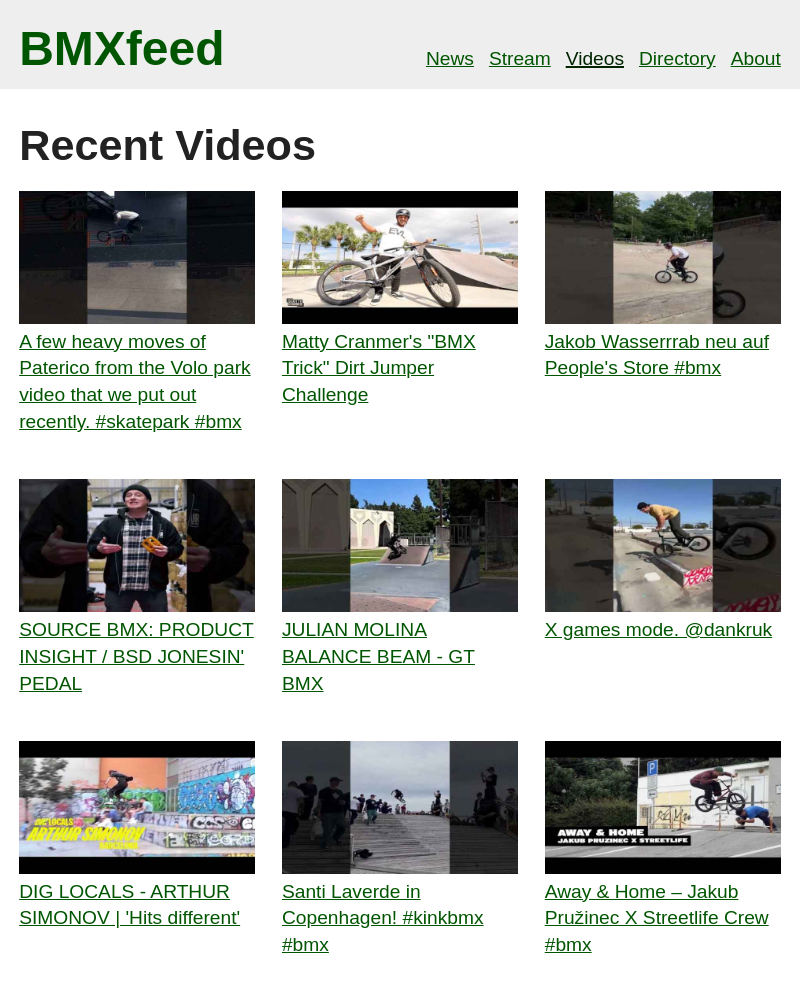 BMXfeed
News Stream Videos Directory About
Recent Videos
A few heavy moves of
Paterico from the Volo park
video that we put out
recently. #skatepark #bmx
Matty Cranmer's "BMX
Trick" Dirt Jumper
Challenge
Jakob Wasserrrab neu auf
People's Store #bmx
SOURCE BMX: PRODUCT
INSIGHT / BSD JONESIN'
PEDAL
JULIAN MOLINA
BALANCE BEAM - GT
BMX
X games mode. @dankruk
DIG LOCALS
ARTHUR SIMONOV
AWAY & HOME
JAKUB PRUZINEC X STREETLIFE
DIG LOCALS - ARTHUR
SIMONOV | 'Hits different'
Santi Laverde in
Copenhagen! #kinkbmx
#bmx
Away & Home – Jakub
Pružinec X Streetlife Crew
#bmx